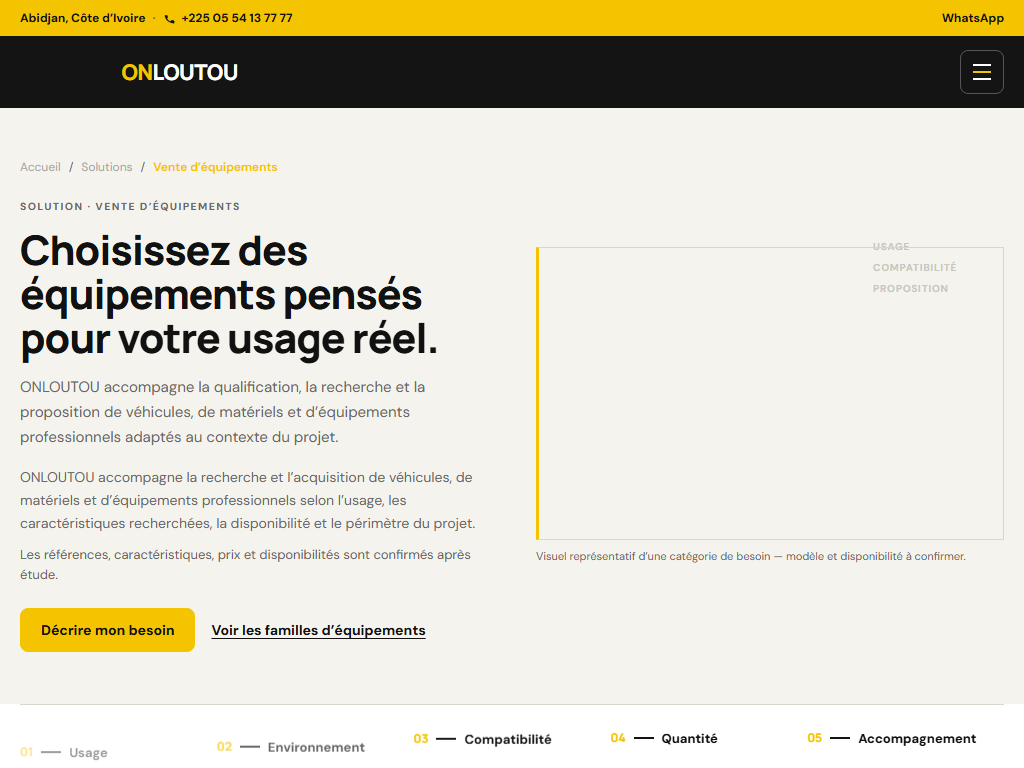 Abidjan, Côte d’Ivoire · +225 05 54 13 77 77
WhatsApp
ONLOUTOU
Accueil / Solutions / Vente d’équipements
SOLUTION · VENTE D’ÉQUIPEMENTS
Choisissez des
équipements pensés
pour votre usage réel.
ONLOUTOU accompagne la qualification, la recherche et la
proposition de véhicules, de matériels et d’équipements
professionnels adaptés au contexte du projet.
ONLOUTOU accompagne la recherche et l’acquisition de véhicules, de
matériels et d’équipements professionnels selon l’usage, les
caractéristiques recherchées, la disponibilité et le périmètre du projet.
Les références, caractéristiques, prix et disponibilités sont confirmés après
étude.
Décrire mon besoin
Voir les familles d’équipements
USAGE
COMPATIBILITÉ
PROPOSITION
Visuel représentatif d’une catégorie de besoin — modèle et disponibilité à confirmer.
01 — Usage
02 — Environnement
03 — Compatibilité
04 — Quantité
05 — Accompagnement